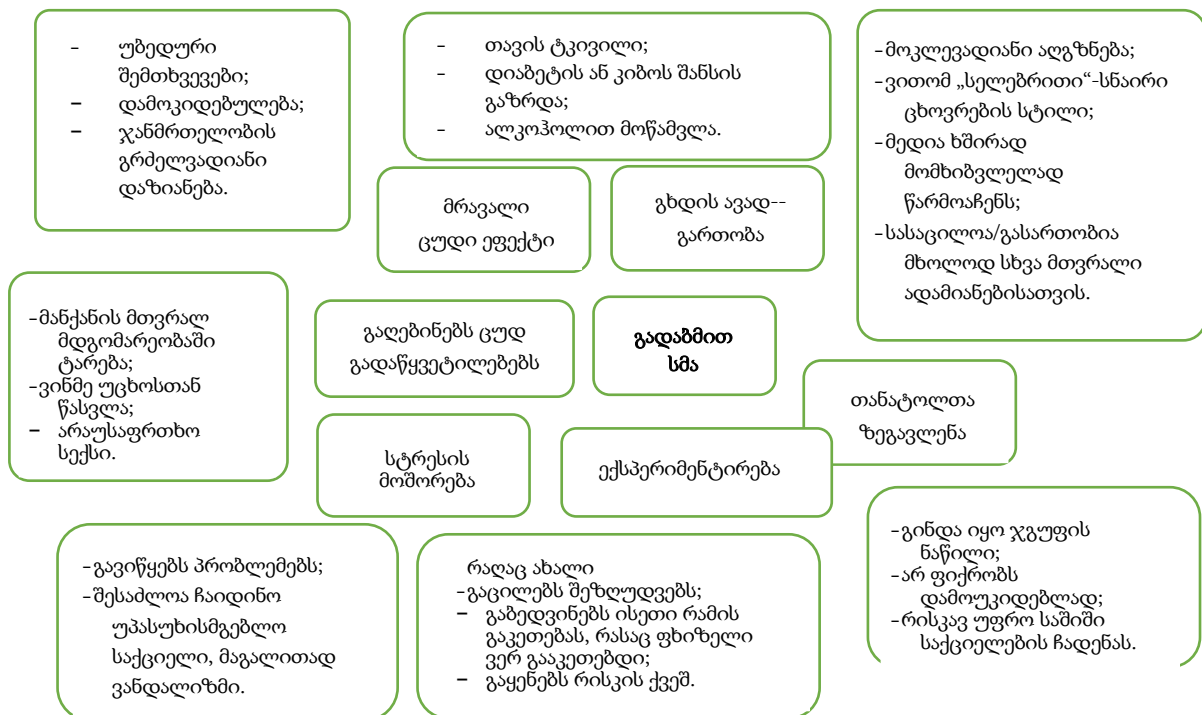 - უბედური
შემთხვევები;
– დამოკიდებულება;
– ჯანმრთელობის
გრძელვადიანი
დაზიანება.
- თავის ტკივილი;
- დიაბეტის ან კიბოს შანსის
გაზრდა;
- ალკოჰოლით მოწამვლა.
-მოკლევადიანი აღგზნება;
-ვითომ „სელებრითი“-სნაირი
ცხოვრების სტილი;
-მედია ხშირად
მომხიბვლელად
წარმოაჩენს;
-სასაცილოა/გასართობია
მხოლოდ სხვა მთვრალი
ადამიანებისათვის.
მრავალი
ცუდი ეფექტი
გხდის ავად--
გართობა
-მანქანის მთვრალ
მდგომარეობაში
ტარება;
-ვინმე უცხოსთან
წასვლა;
– არაუსაფრთხო
სექსი.
გაღებინებს ცუდ
გადაწყვეტილებებს
გადაბმით
სმა
თანატოლთა
ზეგავლენა
სტრესის
მოშორება
ექსპერიმენტირება
-გავიწყებს პრობლემებს;
-შესაძლოა ჩაიდინო
უპასუხისმგებლო
საქციელი, მაგალითად
ვანდალიზმი.
რაღაც ახალი
-გაცილებს შეზღუდვებს;
– გაბედვინებს ისეთი რამის
გაკეთებას, რასაც ფხიზელი
ვერ გააკეთებდი;
– გაყენებს რისკის ქვეშ.
-გინდა იყო ჯგუფის
ნაწილი;
-არ ფიქრობს
დამოუკიდებლად;
-რისკავ უფრო საშიში
საქციელების ჩადენას.